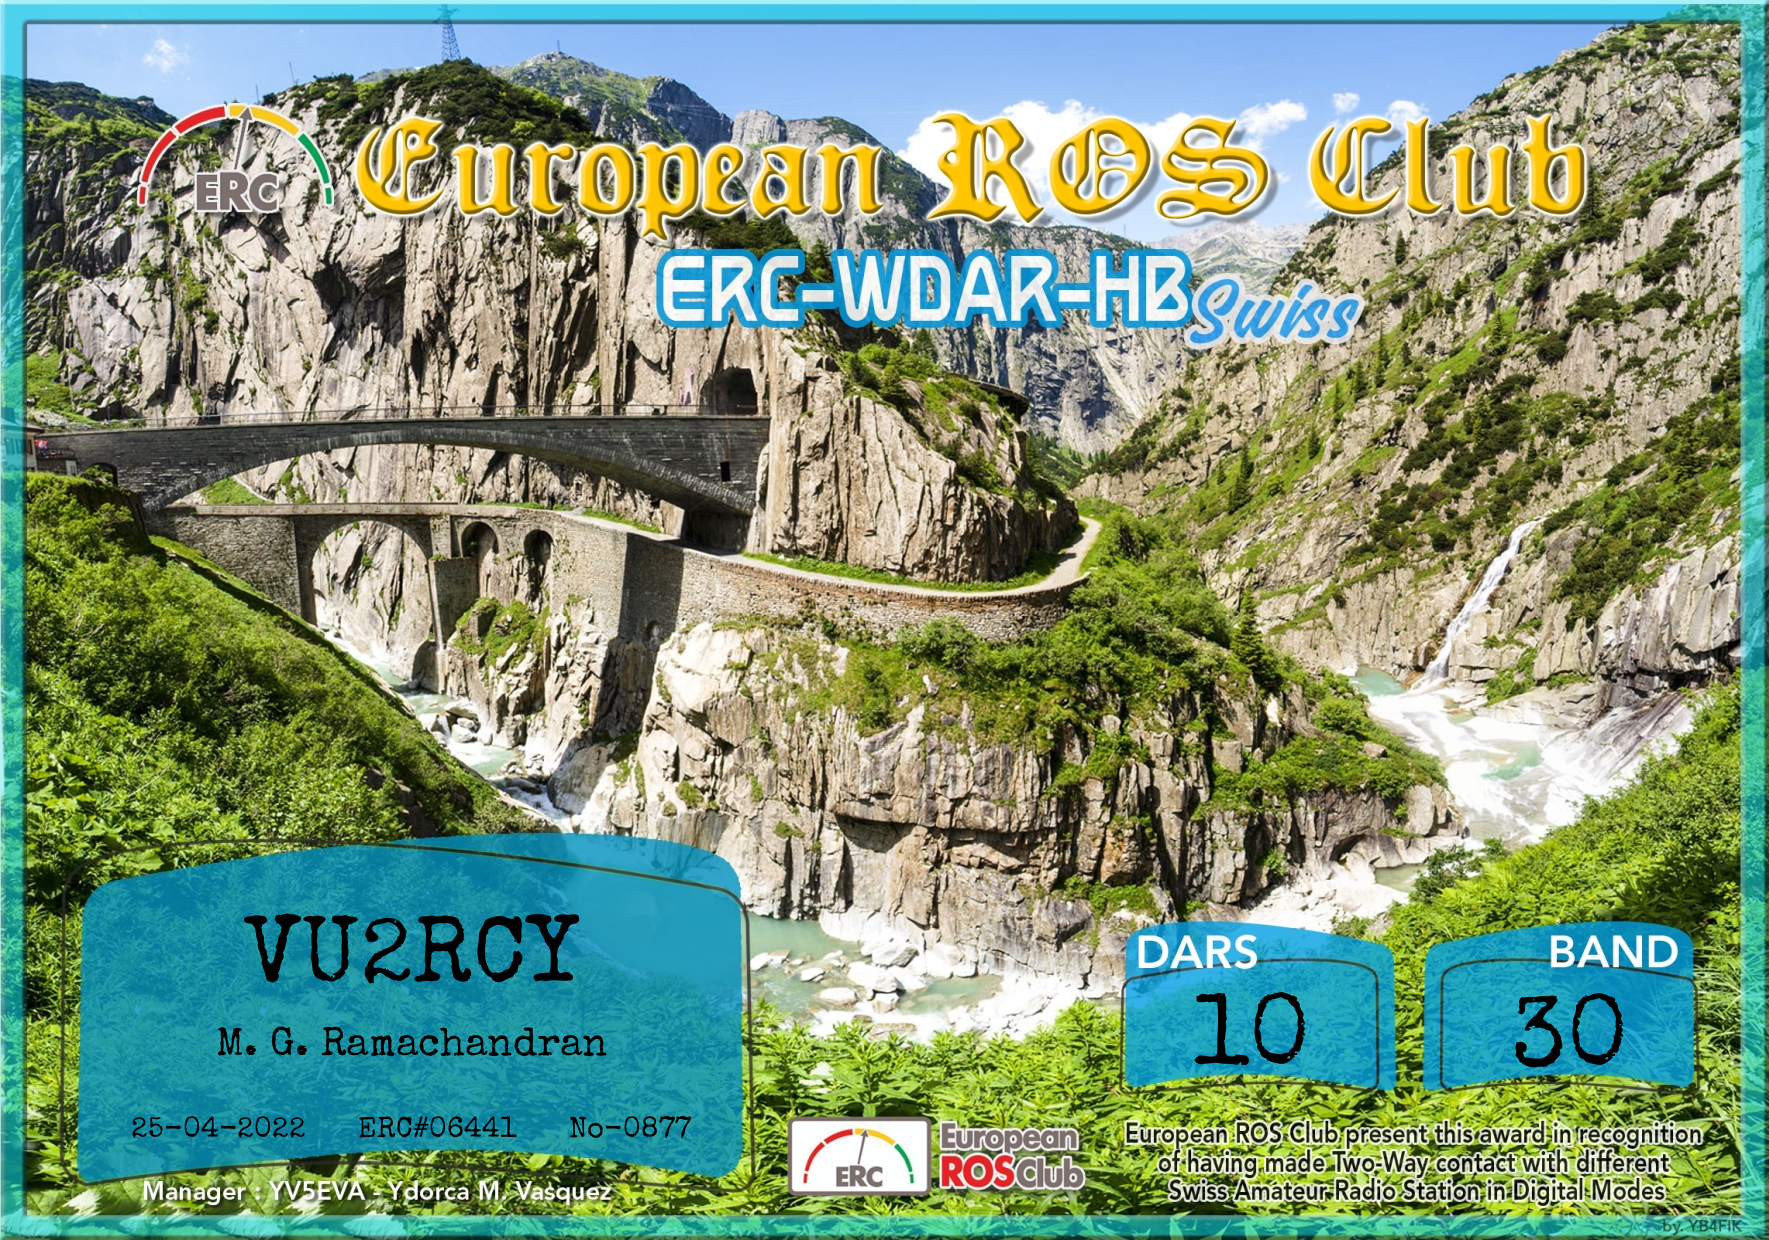 ERC
European ROS Club
ERC-WDAR-HB Swiss
VU2RCY
M. G. Ramachandran
25-04-2022 ERC#06441 No-0877
Manager : YV5EVA - Ydorca M. Vasquez
DARS
10
BAND
30
ERC
European
ROSClub
European ROS Club present this award in recognition
of having made Two-Way contact with different
Swiss Amateur Radio Station in Digital Modes
by. YB4FIK